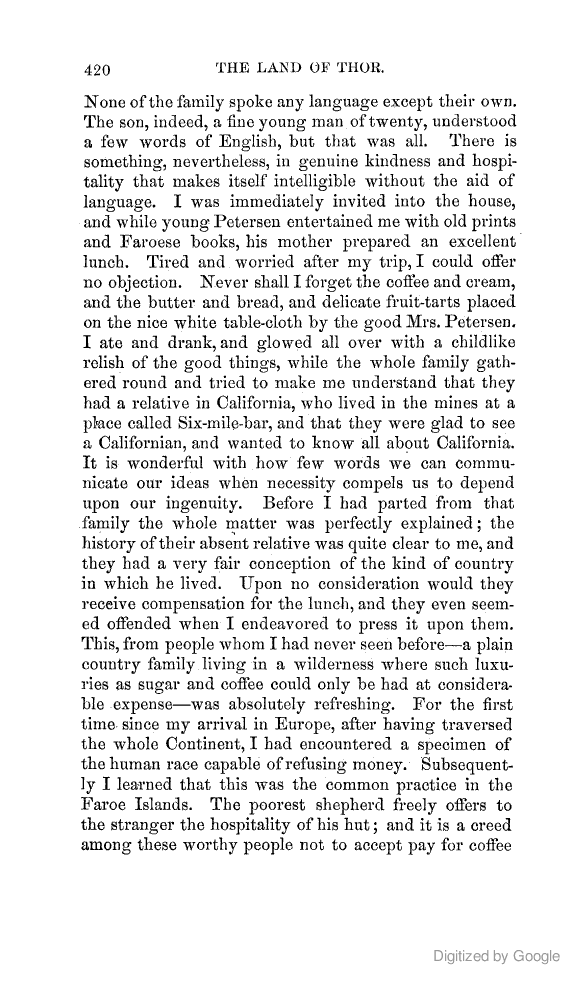 420 THE LAND OF THOR.
None of the family spoke any language except their own.
The son, indeed, a fine young man of twenty, understood
a few words of English, but that was all. There is
something, nevertheless, in genuine kindness and hospi-
tality that makes itself intelligible without the aid of
language. I was immediately invited into the house,
and while young Petersen entertained me with old prints
and Faroese books, his mother prepared an excellent
lunch. Tired and worried after my trip, I could offer
no objection. Never shall I forget the coffee and cream,
and the butter and bread, and delicate fruit-tarts placed
on the nice white table-cloth by the good Mrs. Petersen.
I ate and drank, and glowed all over with a childlike
relish of the good things, while the whole family gath-
ered round and tried to make me understand that they
had a relative in California, who lived in the mines at a
place called Six-mile-bar, and that they were glad to see
a Californian, and wanted to know all about California.
It is wonderful with how few words we can commu-
nicate our ideas when necessity compels us to depend
upon our ingenuity. Before I had parted from that
family the whole matter was perfectly explained; the
history of their absent relative was quite clear to me, and
they had a very fair conception of the kind of country
in which he lived. Upon no consideration would they
receive compensation for the lunch, and they even seem-
ed offended when I endeavored to press it upon them.
This, from people whom I had never seen before—a plain
country family living in a wilderness where such luxu-
ries as sugar and coffee could only be had at considera-
ble expense—was absolutely refreshing. For the first
time since my arrival in Europe, after having traversed
the whole Continent, I had encountered a specimen of
the human race capable of refusing money. Subsequent-
ly I learned that this was the common practice in the
Faroe Islands. The poorest shepherd freely offers to
the stranger the hospitality of his hut; and it is a creed
among these worthy people not to accept pay for coffee
Digitized by Google